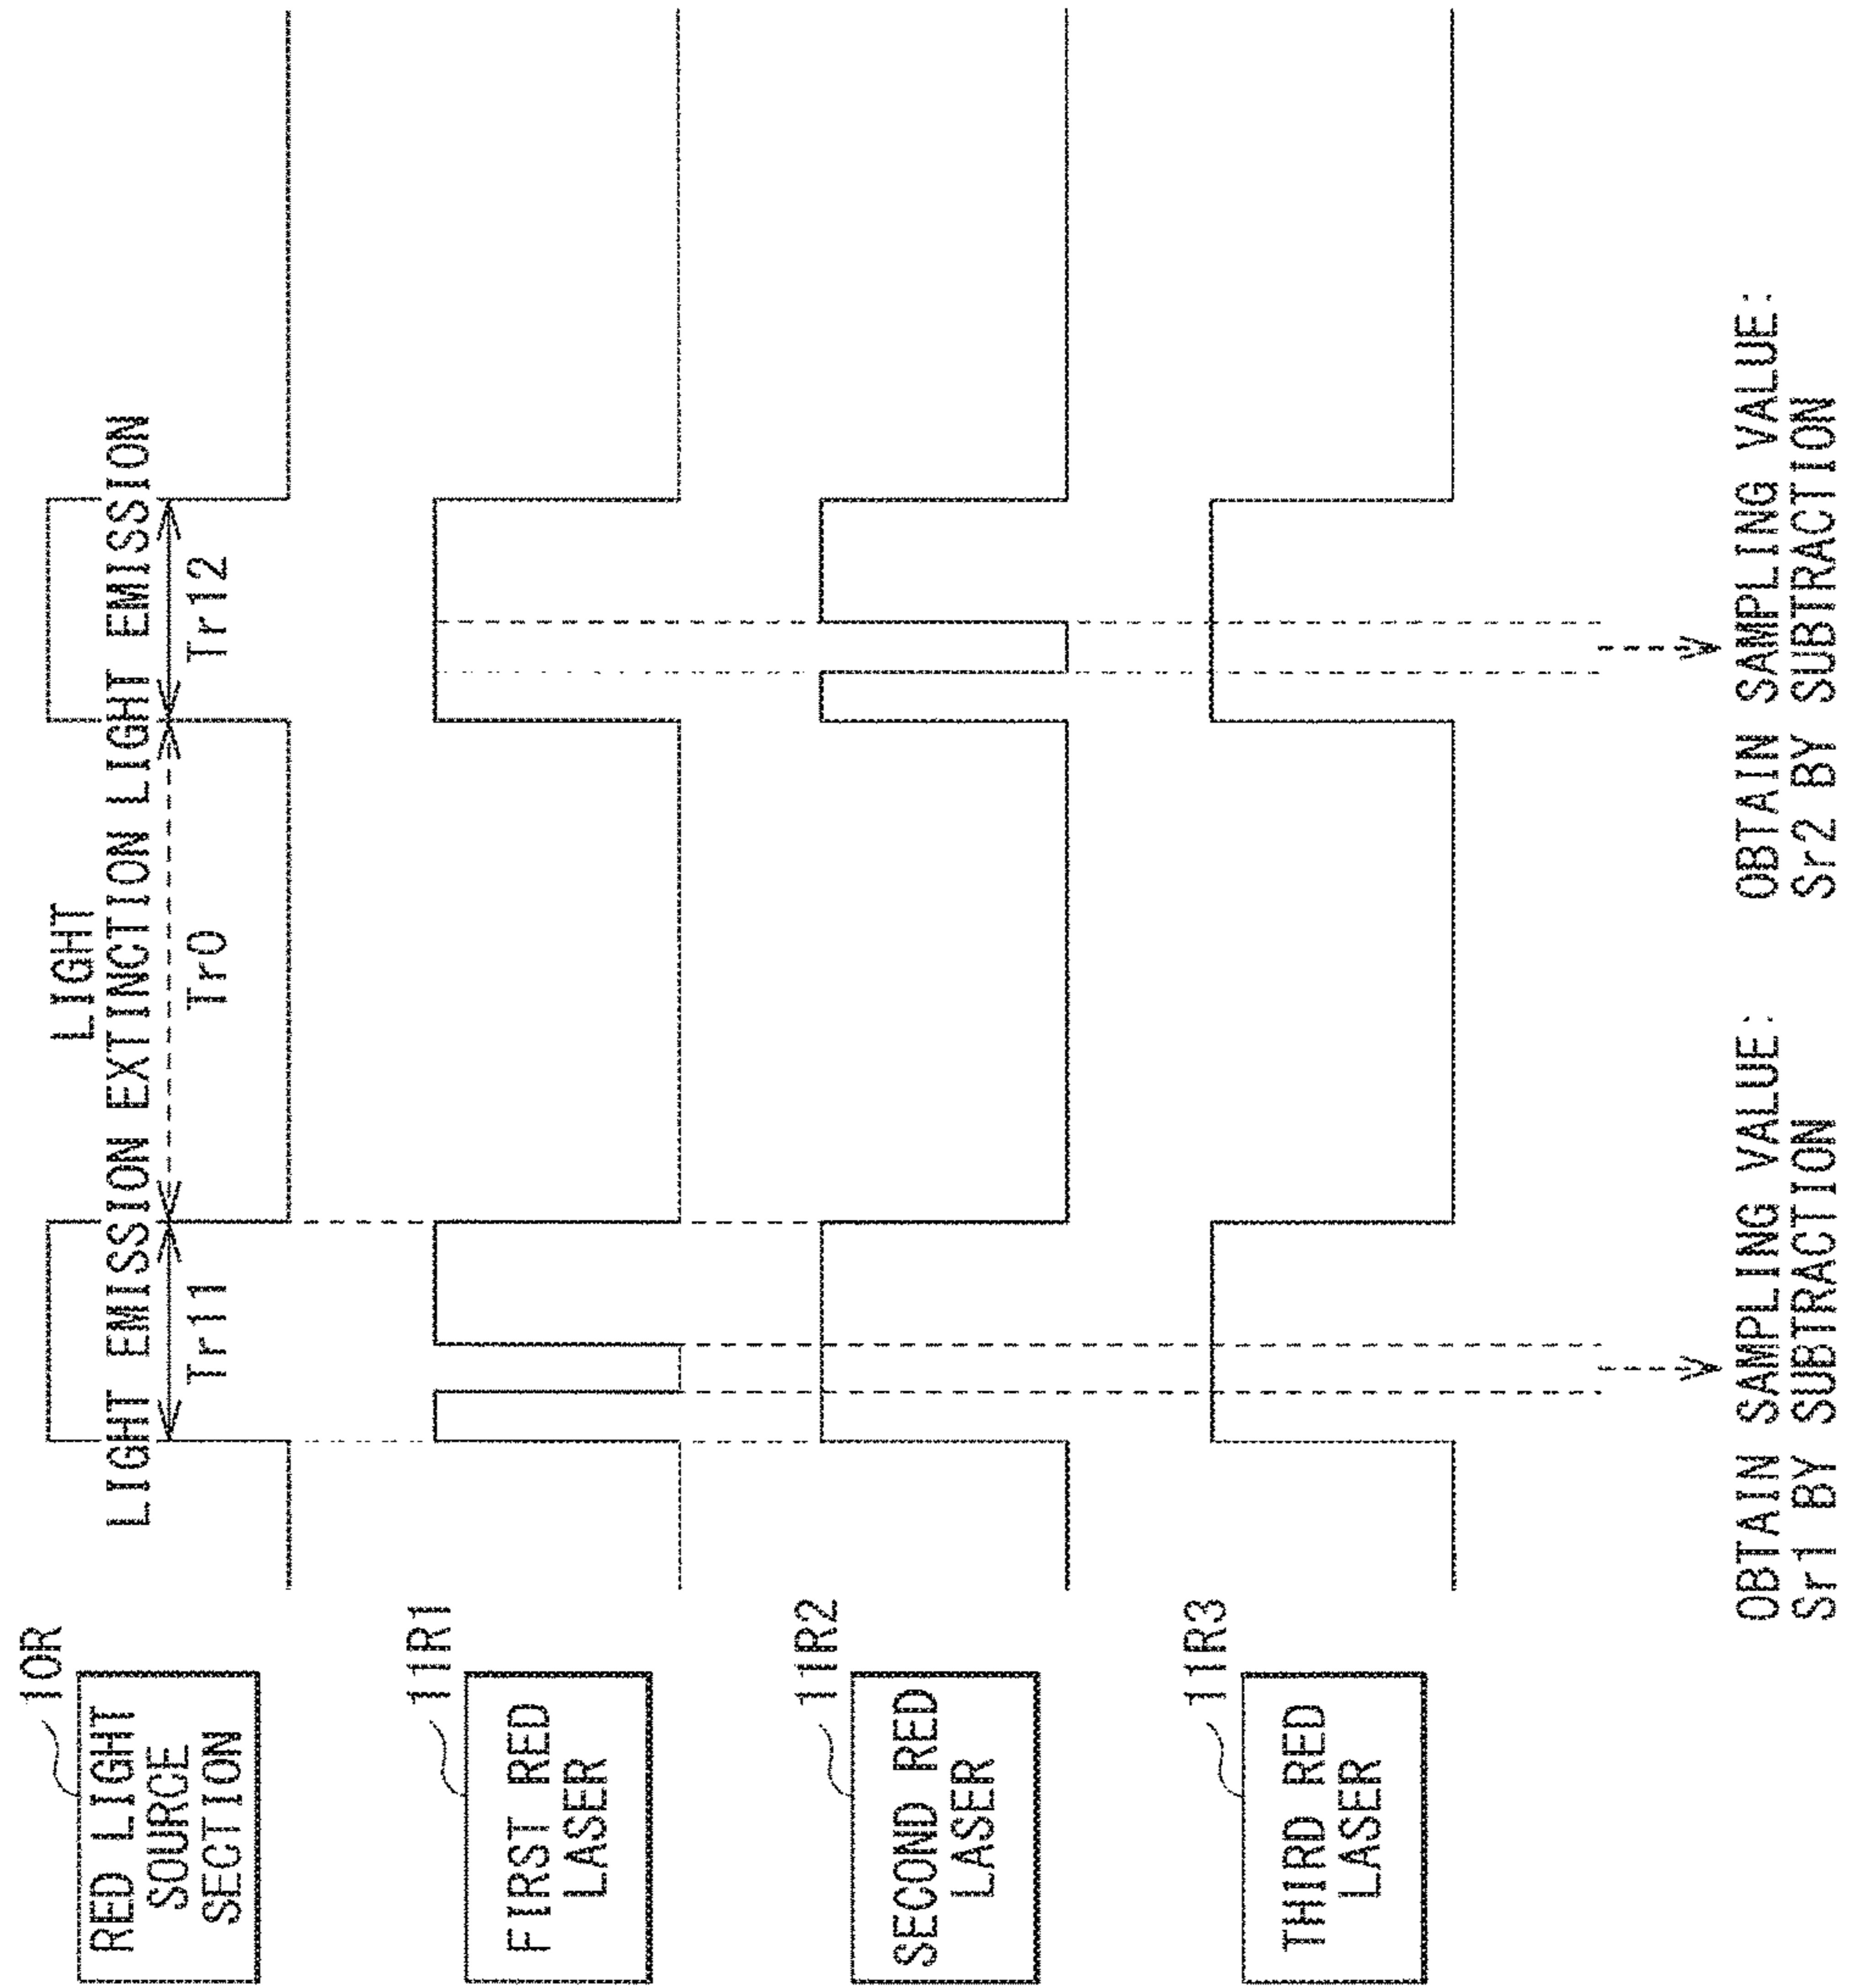 10R
RED LIGHT
SOURCE
SECTION
LIGHT
LIGHT EMISSION EXTINCTION LIGHT EMISSION
Tr11
Tr0
Tr12
11R1
FIRST RED
LASER
11R2
SECOND RED
LASER
11R3
THIRD RED
LASER
OBTAIN SAMPLING VALUE:
Sr1 BY SUBTRACTION
OBTAIN SAMPLING VALUE:
Sr2 BY SUBTRACTION